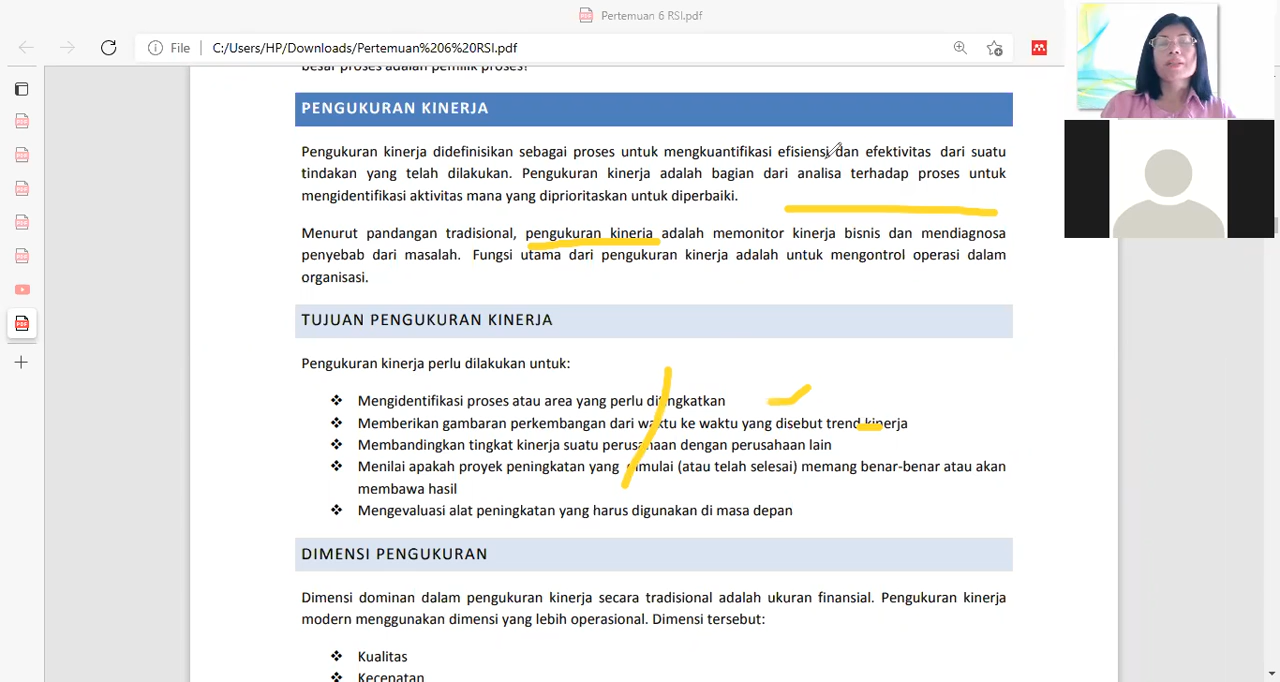 Pertemuan 6 RSI.pdf
File
C:/Users/HP/Downloads/Pertemuan%206%20RSI.pdf
besar proses adalah pemilik proses?
PENGUKURAN KINERJA
Pengukuran kinerja didefinisikan sebagai proses untuk mengkuantifikasi efisiensi dan efektivitas dari suatu
tindakan yang telah dilakukan. Pengukuran kinerja adalah bagian dari analisa terhadap proses untuk
mengidentifikasi aktivitas mana yang diprioritaskan untuk diperbaiki.
Menurut pandangan tradisional, pengukuran kinerja adalah memonitor kinerja bisnis dan mendiagnosa
penyebab dari masalah. Fungsi utama dari pengukuran kinerja adalah untuk mengontrol operasi dalam
organisasi.
TUJUAN PENGUKURAN KINERJA
Pengukuran kinerja perlu dilakukan untuk:
❖ Mengidentifikasi proses atau area yang perlu ditingkatkan
❖ Memberikan gambaran perkembangan dari waktu ke waktu yang disebut trend kinerja
❖ Membandingkan tingkat kinerja suatu perusahaan dengan perusahaan lain
❖ Menilai apakah proyek peningkatan yang dimulai (atau telah selesai) memang benar-benar atau akan
membawa hasil
❖ Mengevaluasi alat peningkatan yang harus digunakan di masa depan
DIMENSI PENGUKURAN
Dimensi dominan dalam pengukuran kinerja secara tradisional adalah ukuran finansial. Pengukuran kinerja
modern menggunakan dimensi yang lebih operasional. Dimensi tersebut:
❖ Kualitas
❖ Kecepatan